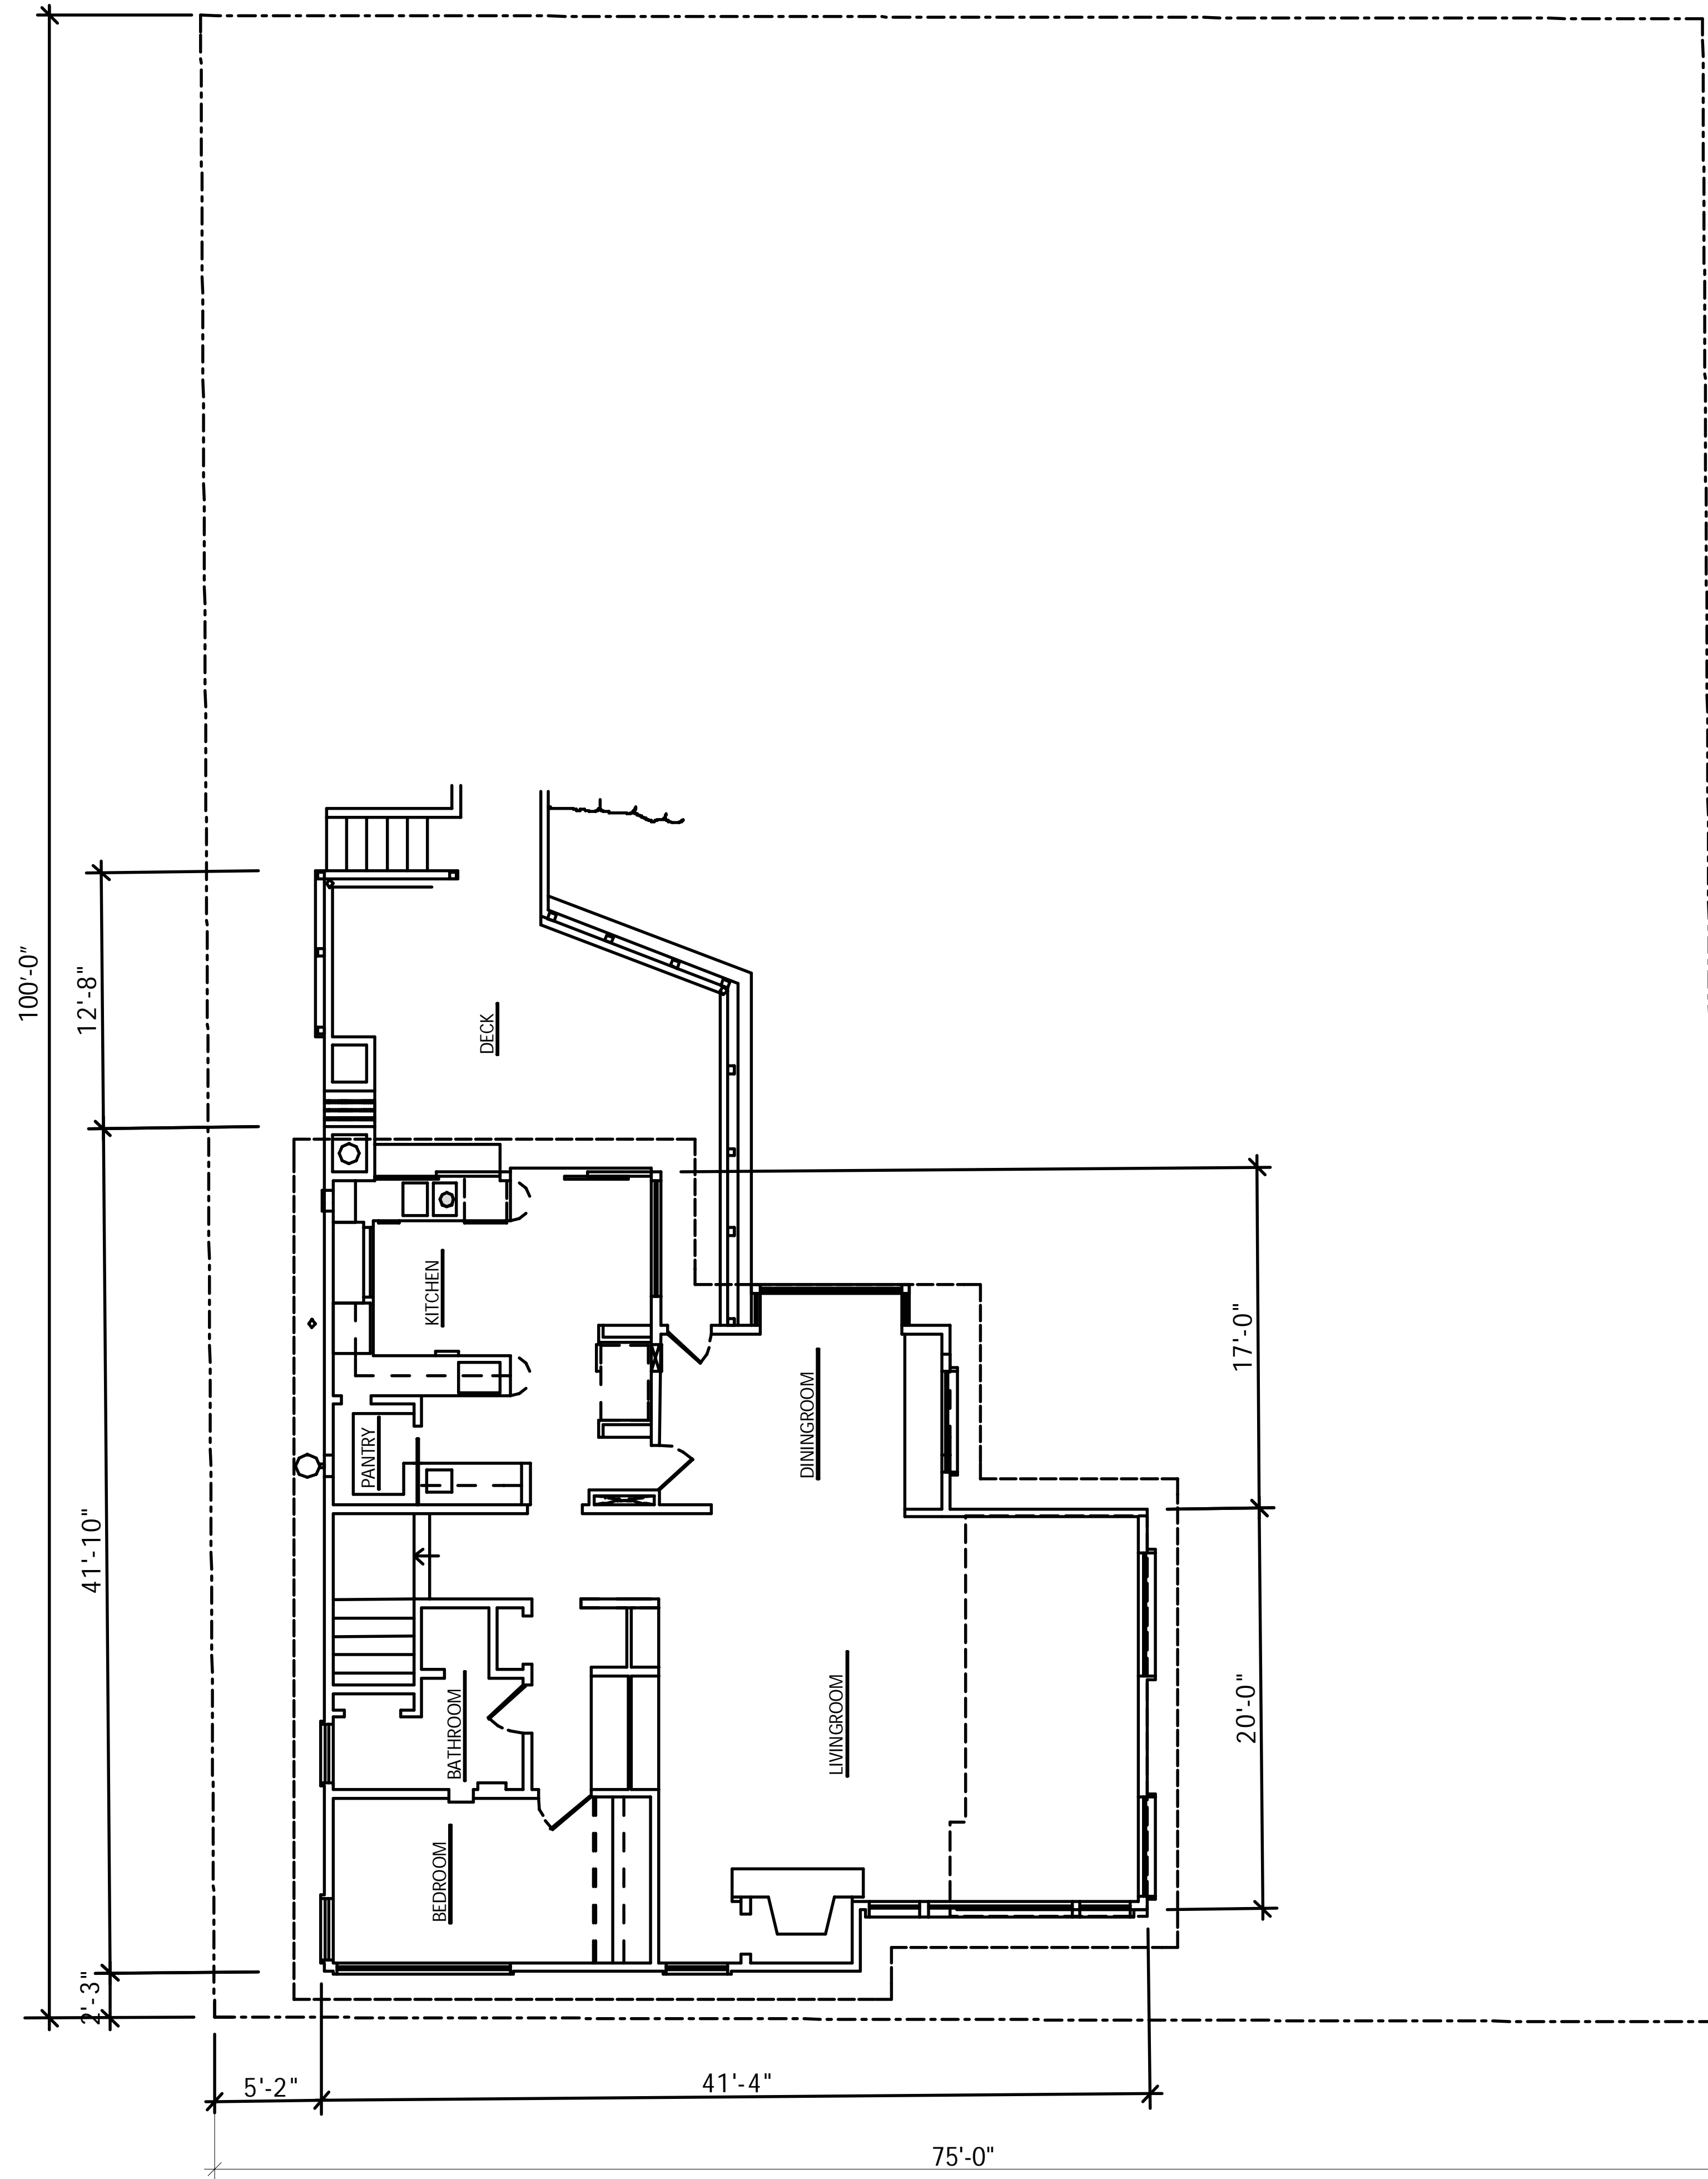 100'-0"
12'-8"
DECK
KITCHEN
17'-0"
DININGROOM
PANTRY
41'-10"
LIVINGROOM
20'-0"
BATHROOM
BEDROOM
2'-3"
5'-2"
41'-4"
75'-0"